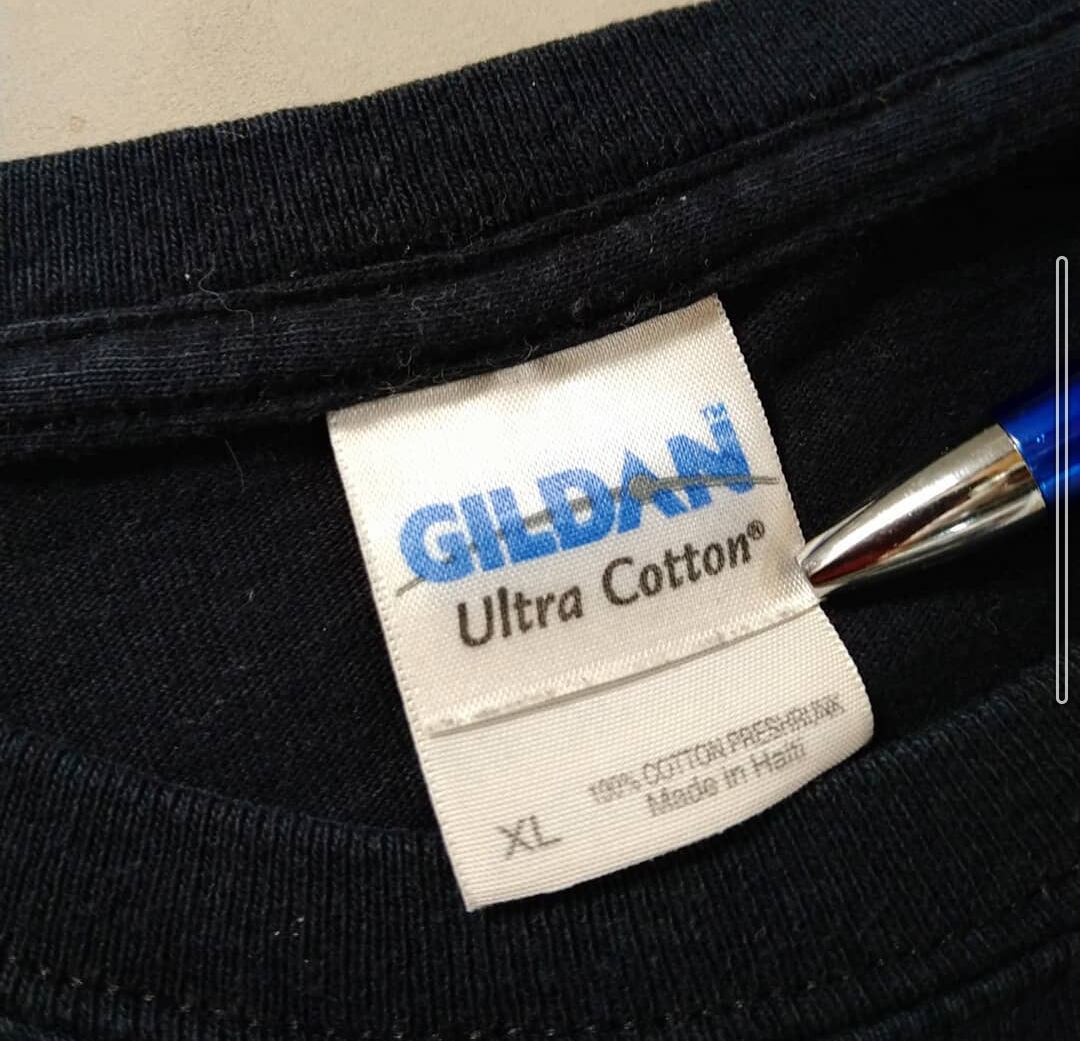 GILDAN™
Ultra Cotton®
100% COTTON PRESHRUNK
Made in Haiti
XL